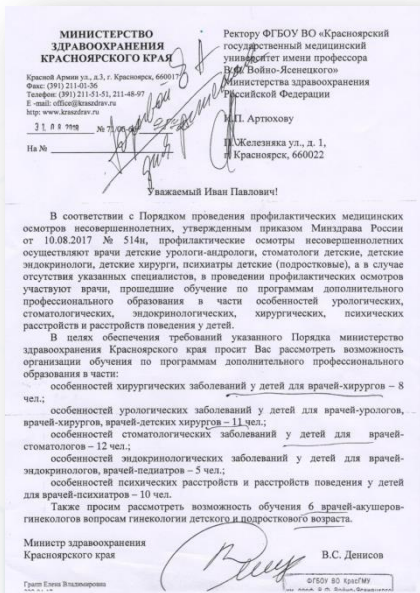 МИНИСТЕРСТВО
ЗДРАВООХРАНЕНИЯ
КРАСНОЯРСКОГО КРАЯ
Красной Армии ул., д.3, г. Красноярск, 660017
Факс: (391) 211-01-36
Телефон: (391) 211-51-51, 211-48-97
E -mail: office@kraszdrav.ru
http: www.kraszdrav.ru
№ 71/
На №
Ректору ФГБОУ ВО «Красноярский
государственный медицинский
университет имени профессора
В.Ф. Войно-Ясенецкого»
Министерства здравоохранения
Российской Федерации
И.П. Артюхову
П. Железняка ул., д. 1,
г. Красноярск, 660022
Уважаемый Иван Павлович!
В соответствии с Порядком проведения профилактических медицинских
осмотров несовершеннолетних, утвержденным приказом Минздрава России
от 10.08.2017 № 514н, профилактические осмотры несовершеннолетних
осуществляют врачи детские урологи-андрологи, стоматологи детские, детские
эндокринологи, детские хирурги, психиатры детские (подростковые), а в случае
отсутствия указанных специалистов, в проведении профилактических осмотров
участвуют врачи, прошедшие обучение по программам дополнительного
профессионального образования в части особенностей урологических,
стоматологических, эндокринологических, хирургических, психических
расстройств и расстройств поведения у детей.
В целях обеспечения требований указанного Порядка министерство
здравоохранения Красноярского края просит Вас рассмотреть возможность
организации обучения по программам дополнительного профессионального
образования в части:
особенностей хирургических заболеваний у детей для врачей-хирургов – 8
чел.;
особенностей урологических заболеваний у детей для врачей-урологов,
врачей-хирургов, врачей-детских хирургов – 11 чел.;
особенностей стоматологических заболеваний у детей для врачей-
стоматологов – 12 чел.;
особенностей эндокринологических заболеваний у детей для врачей-
эндокринологов, врачей-педиатров – 5 чел.;
особенностей психических расстройств и расстройств поведения у детей
для врачей-психиатров – 10 чел.
Также просим рассмотреть возможность обучения 6 врачей-акушеров-
гинекологов вопросам гинекологии детского и подросткового возраста.
Министр здравоохранения
Красноярского края
В.С. Денисов
Грапп Елена Владимировна
ФГБОУ ВО КрасГМУ